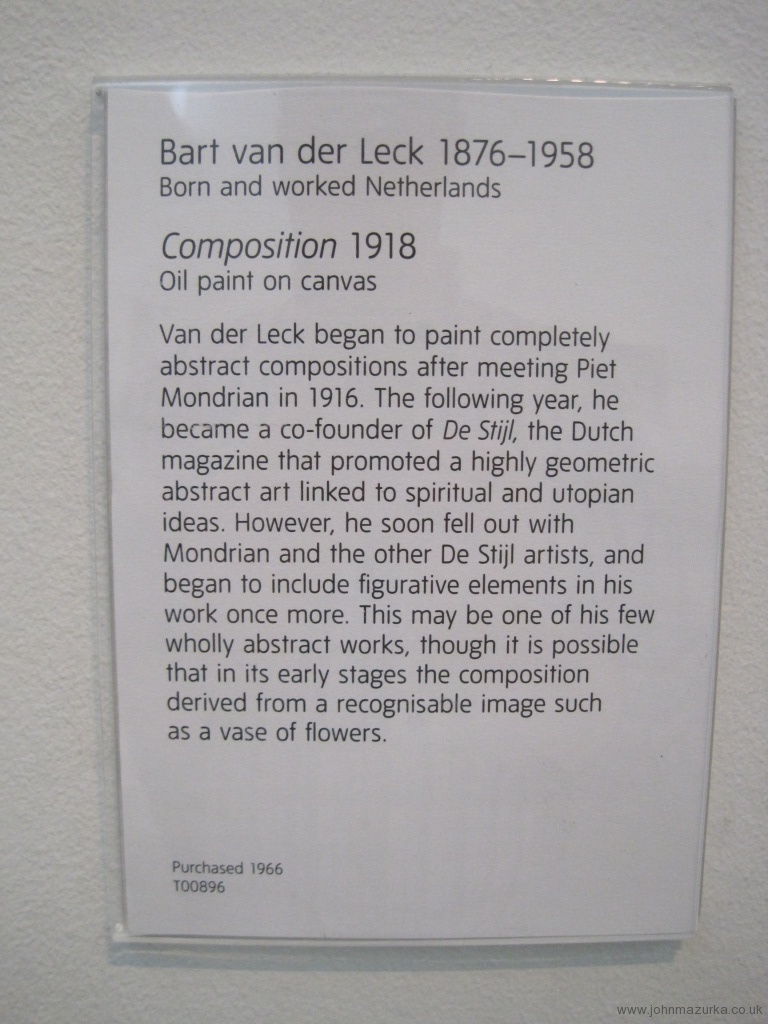 Bart van der Leck 1876–1958
Born and worked Netherlands
Composition 1918
Oil paint on canvas
Van der Leck began to paint completely
abstract compositions after meeting Piet
Mondrian in 1916. The following year, he
became a co-founder of De Stijl, the Dutch
magazine that promoted a highly geometric
abstract art linked to spiritual and utopian
ideas. However, he soon fell out with
Mondrian and the other De Stijl artists, and
began to include figurative elements in his
work once more. This may be one of his few
wholly abstract works, though it is possible
that in its early stages the composition
derived from a recognisable image such
as a vase of flowers.
Purchased 1966
T00896
www.johnmazurka.co.uk